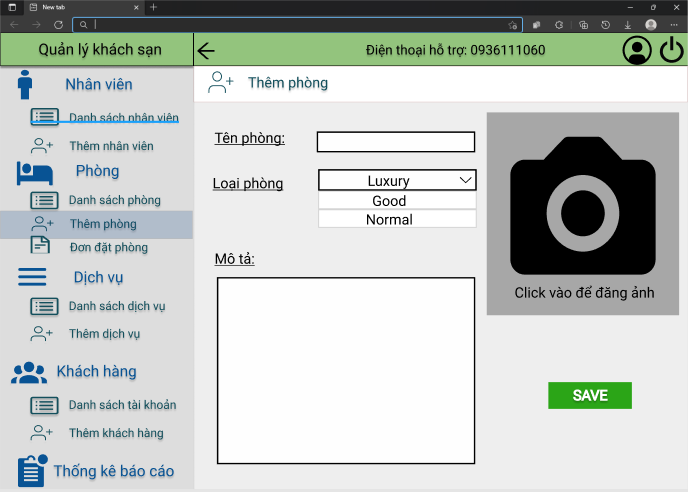 New tab
Quản lý khách sạn
Điện thoại hỗ trợ: 0936111060
Nhân viên
Danh sách nhân viên
Thêm nhân viên
Phòng
Danh sách phòng
Thêm phòng
Đơn đặt phòng
Dịch vụ
Danh sách dịch vụ
Thêm dịch vụ
Khách hàng
Danh sách tài khoản
Thêm khách hàng
Thống kê báo cáo
Thêm phòng
Tên phòng:
Loại phòng
Luxury
Good
Normal
Mô tả:
Click vào để đăng ảnh
SAVE